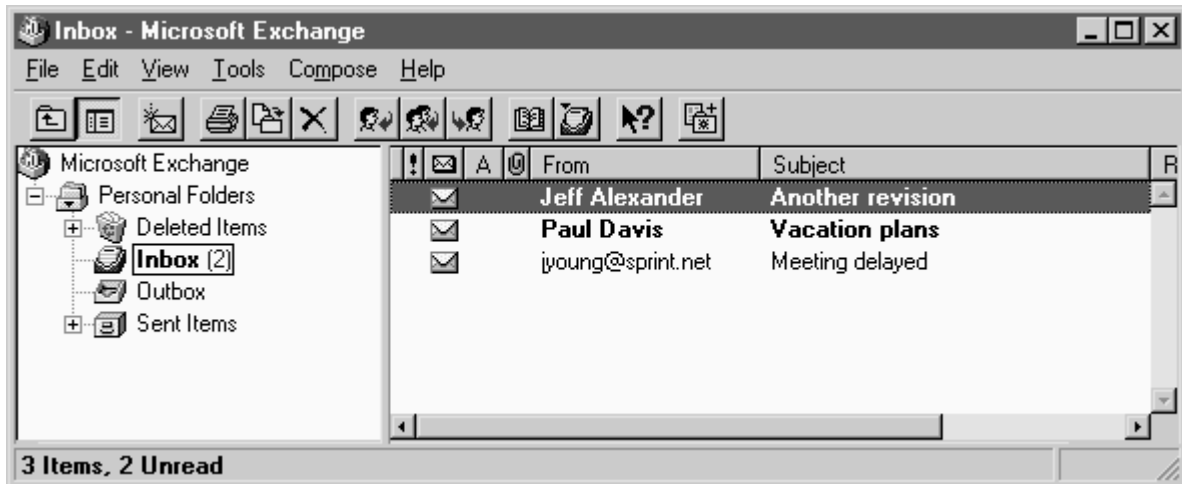 Inbox - Microsoft Exchange
File Edit View Tools Compose Help
Microsoft Exchange
Personal Folders
Deleted Items
Inbox (2)
Outbox
Sent Items
! A From Subject R
Jeff Alexander Another revision
Paul Davis Vacation plans
jyoung@sprint.net Meeting delayed
3 Items, 2 Unread